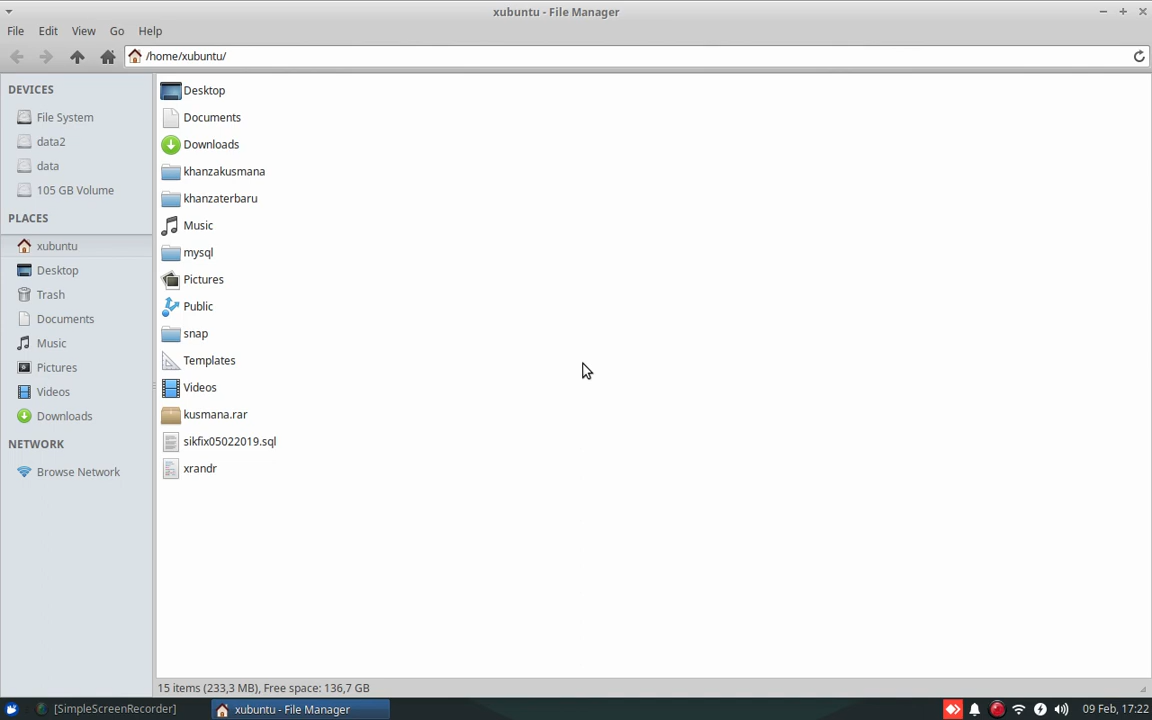 xubuntu - File Manager
File Edit View Go Help
/home/xubuntu/
DEVICES
File System
data2
data
105 GB Volume
PLACES
xubuntu
Desktop
Trash
Documents
Music
Pictures
Videos
Downloads
NETWORK
Browse Network
Desktop
Documents
Downloads
khanzakusmana
khanzaterbaru
Music
mysql
Pictures
Public
snap
Templates
Videos
kusmana.rar
sikfix05022019.sql
xrandr
15 items (233,3 MB), Free space: 136,7 GB
[SimpleScreenRecorder]
xubuntu - File Manager
09 Feb, 17:22